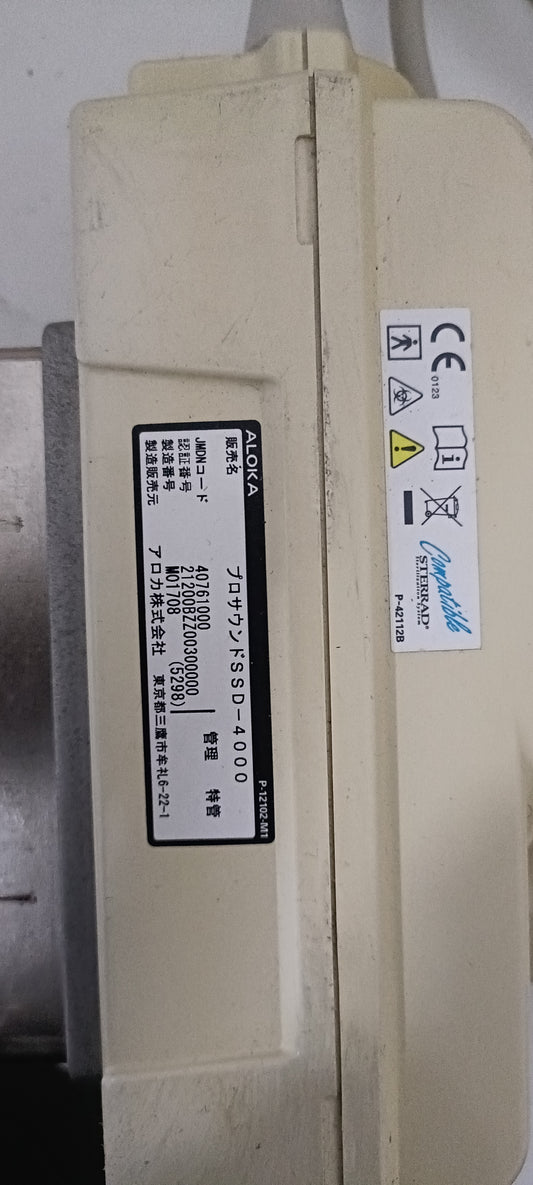 ALOKA
P-12102-M1
販売名 プロサウンドSSD-4000
管理 特管
JMDNコード 40761000
認証番号 21200BZZ00300000
製造番号 M01708 (5298)
製造販売元 アロカ株式会社 東京都三鷹市牟礼6-22-1
CE 0123
Compatible
STERRAD®
Sterilization System
P-42112B